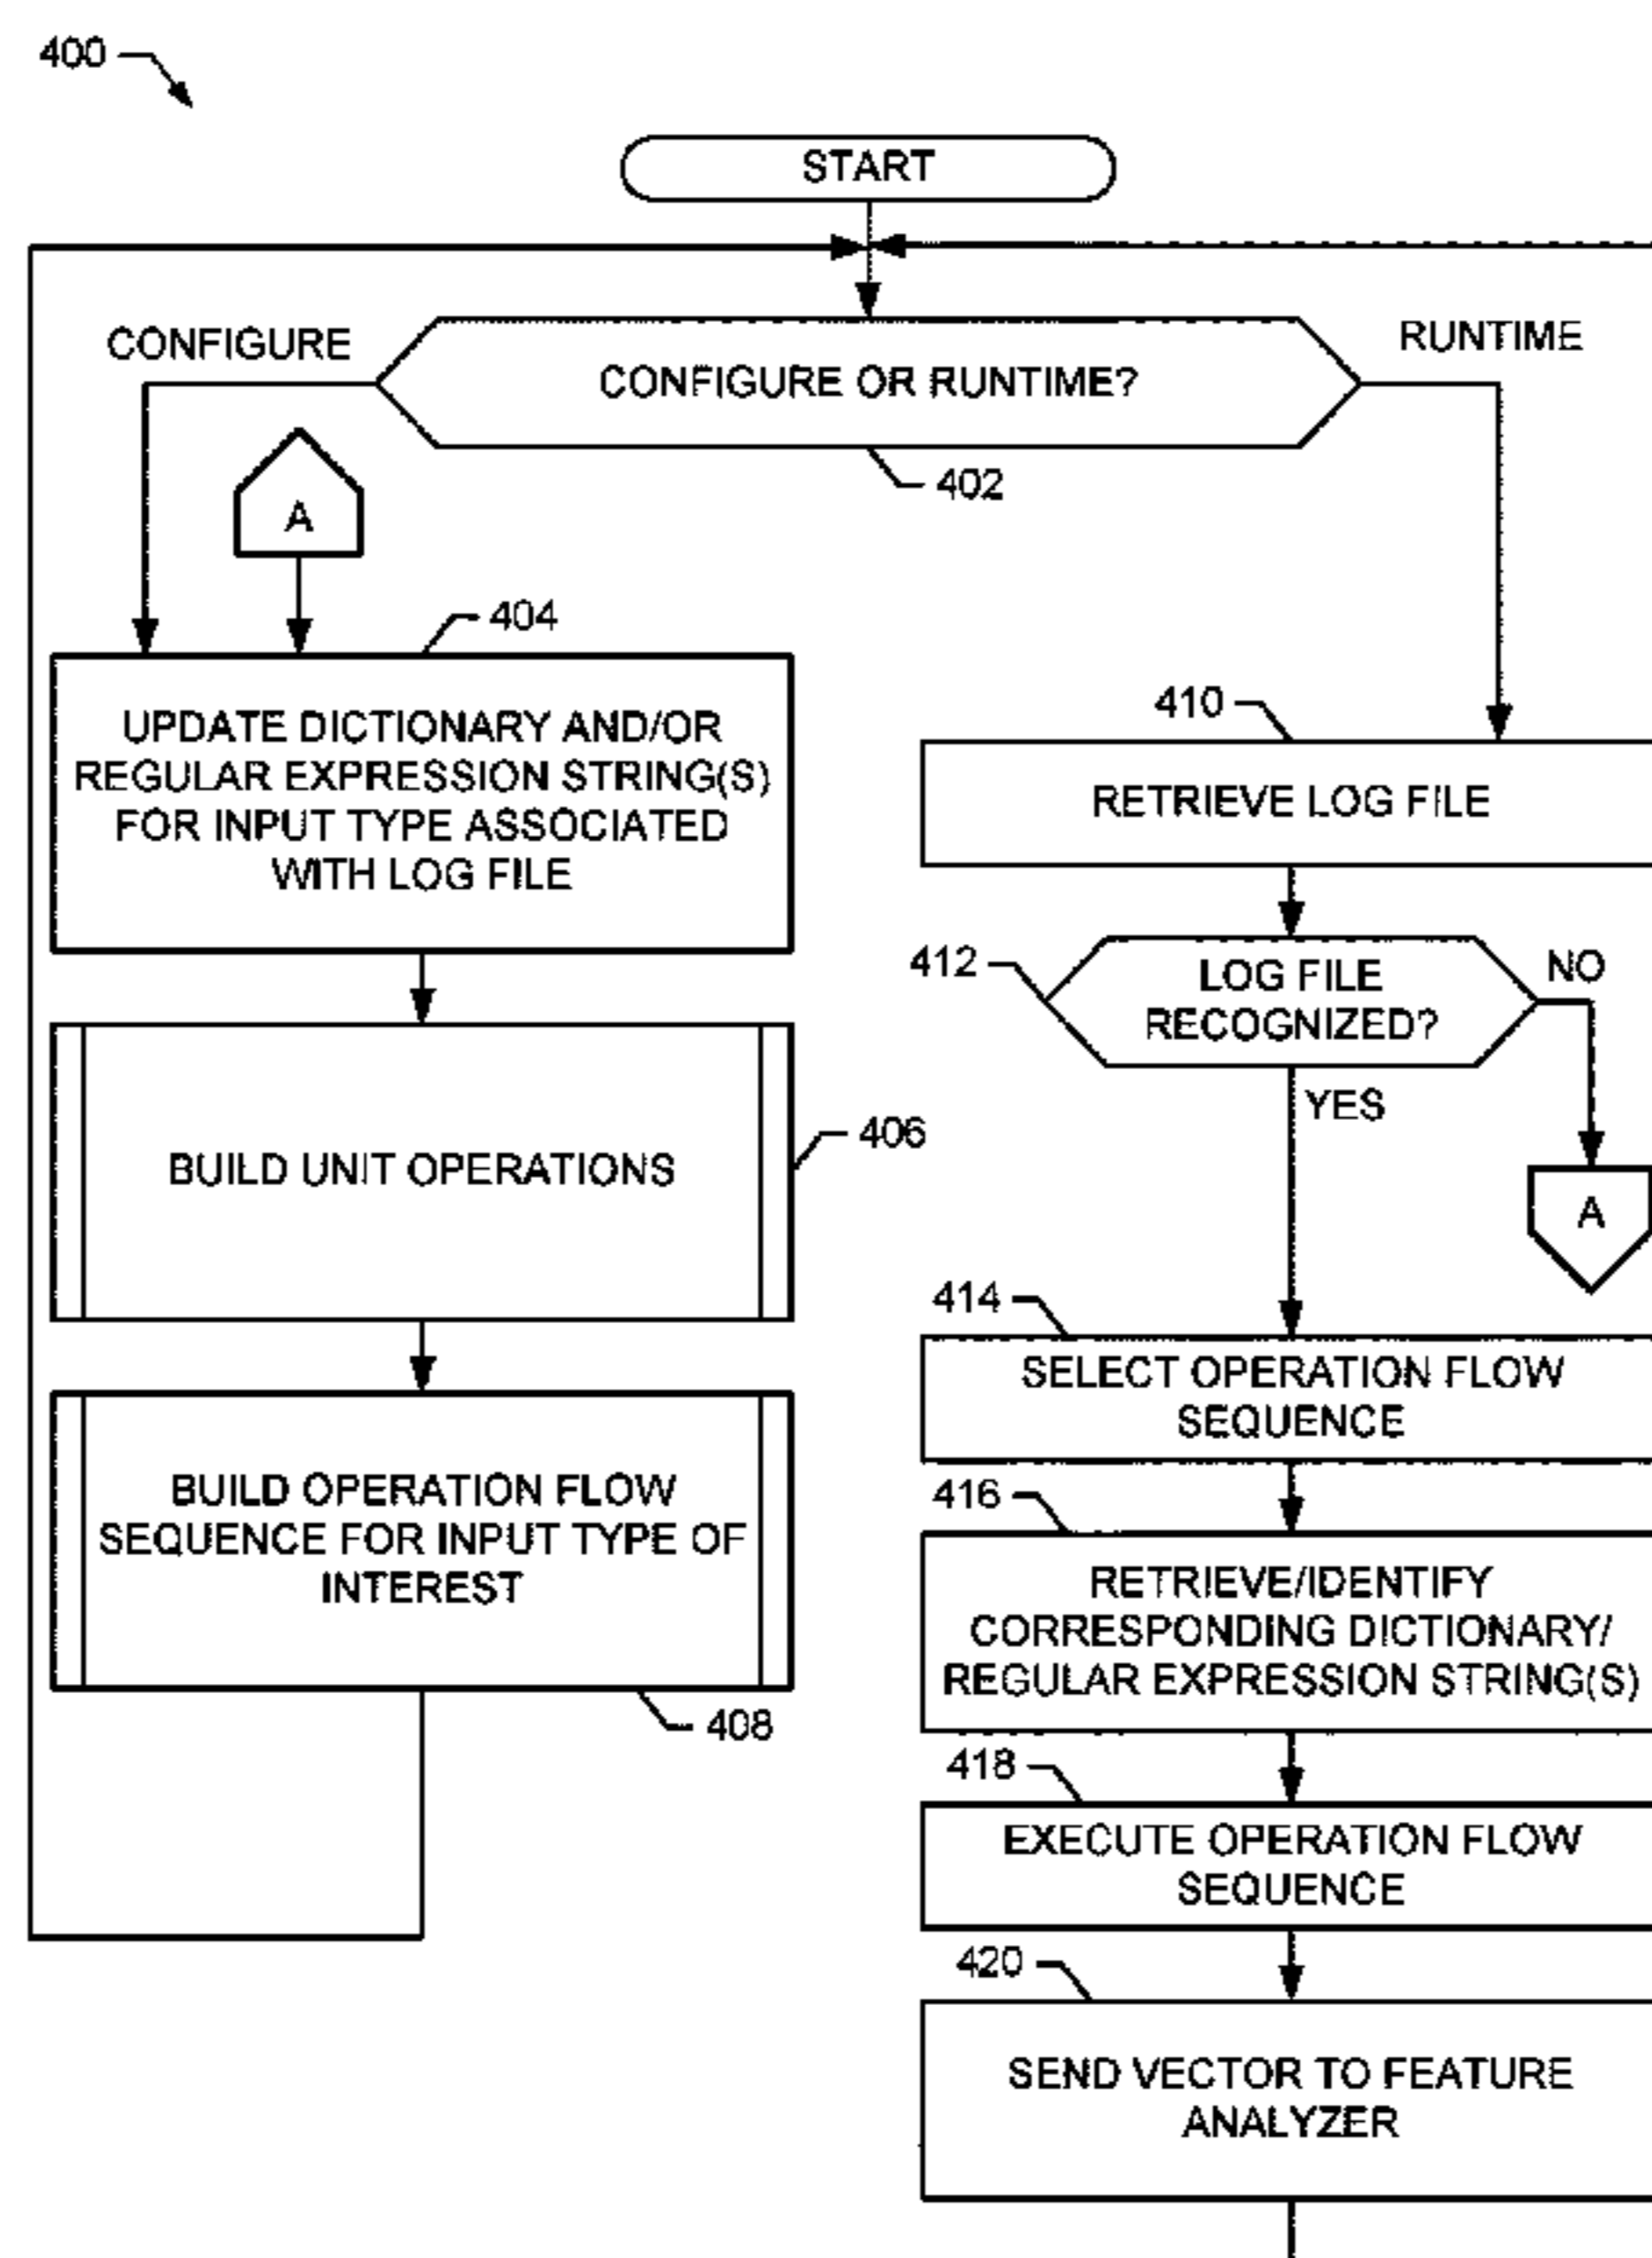 400
START
CONFIGURE
RUNTIME
CONFIGURE OR RUNTIME?
402
A
404
UPDATE DICTIONARY AND/OR
REGULAR EXPRESSION STRING(S)
FOR INPUT TYPE ASSOCIATED
WITH LOG FILE
BUILD UNIT OPERATIONS
406
BUILD OPERATION FLOW
SEQUENCE FOR INPUT TYPE OF
INTEREST
408
410
RETRIEVE LOG FILE
412
LOG FILE
RECOGNIZED?
NO
YES
A
414
SELECT OPERATION FLOW
SEQUENCE
416
RETRIEVE/IDENTIFY
CORRESPONDING DICTIONARY/
REGULAR EXPRESSION STRING(S)
418
EXECUTE OPERATION FLOW
SEQUENCE
420
SEND VECTOR TO FEATURE
ANALYZER